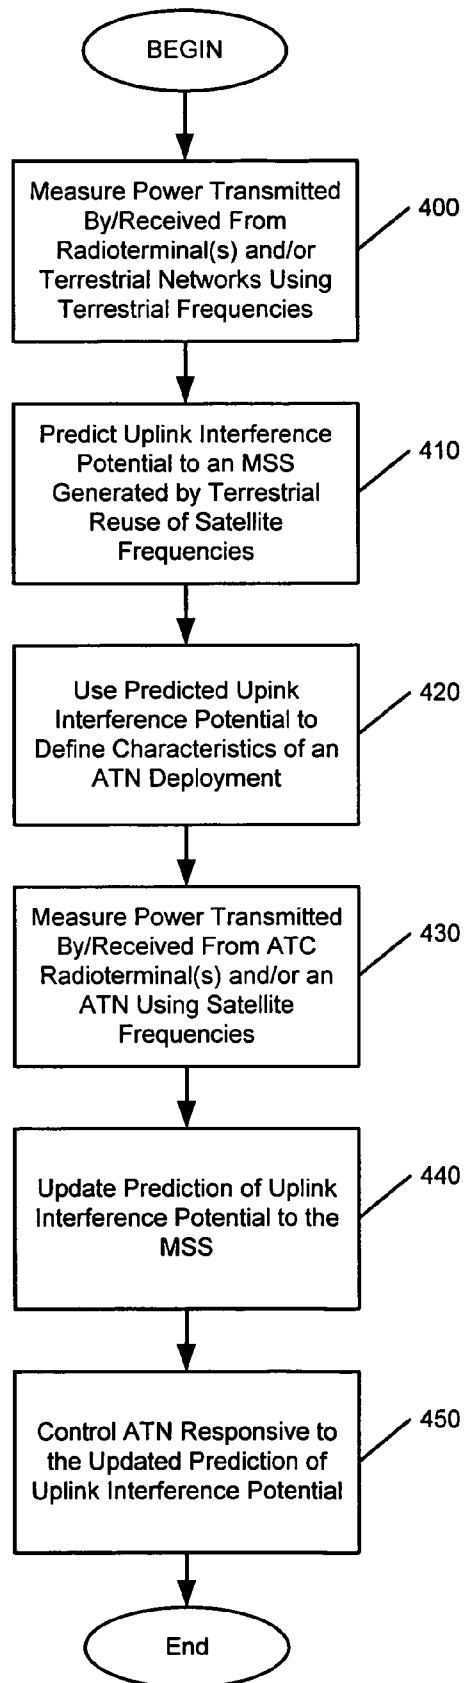 BEGIN
Measure Power Transmitted
By/Received From
Radioterminal(s) and/or
Terrestrial Networks Using
Terrestrial Frequencies
400
Predict Uplink Interference
Potential to an MSS
Generated by Terrestrial
Reuse of Satellite
Frequencies
410
Use Predicted Upink
Interference Potential to
Define Characteristics of an
ATN Deployment
420
Measure Power Transmitted
By/Received From ATC
Radioterminal(s) and/or an
ATN Using Satellite
Frequencies
430
Update Prediction of Uplink
Interference Potential to the
MSS
440
Control ATN Responsive to
the Updated Prediction of
Uplink Interference Potential
450
End